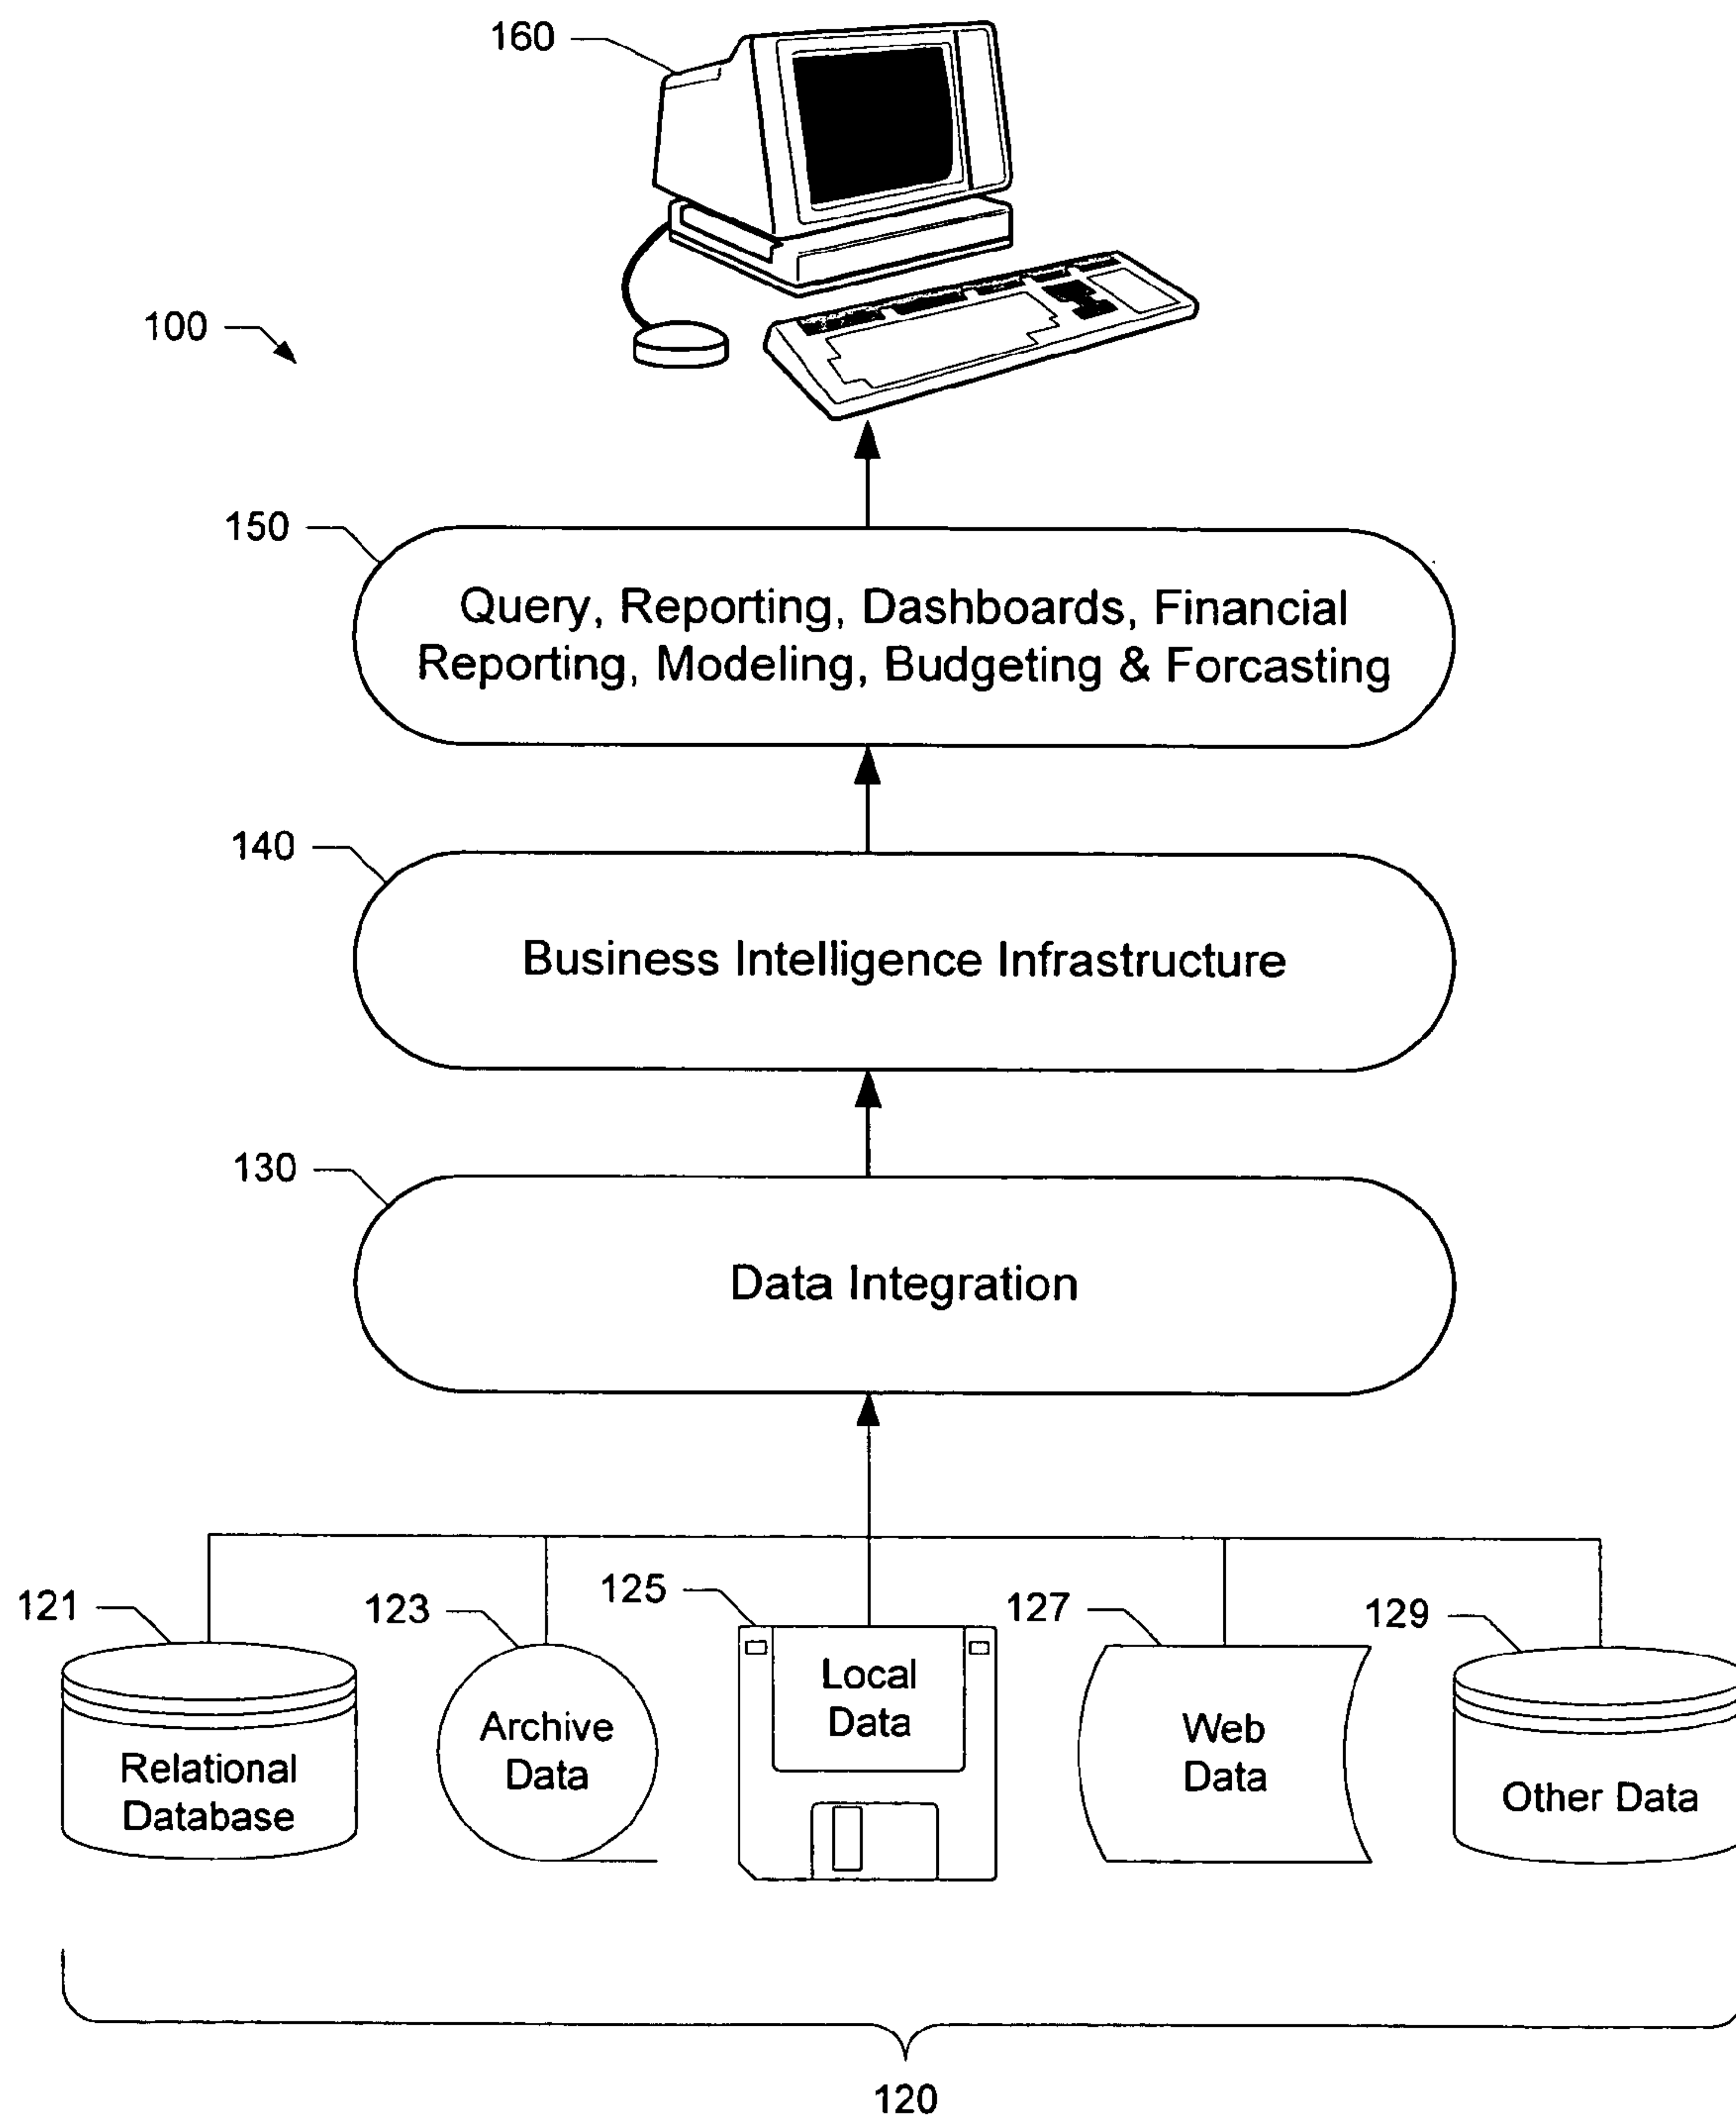 160
100
150
Query, Reporting, Dashboards, Financial
Reporting, Modeling, Budgeting & Forcasting
140
Business Intelligence Infrastructure
130
Data Integration
121
123
125
127
129
Relational
Database
Archive
Data
Local
Data
Web
Data
Other Data
120